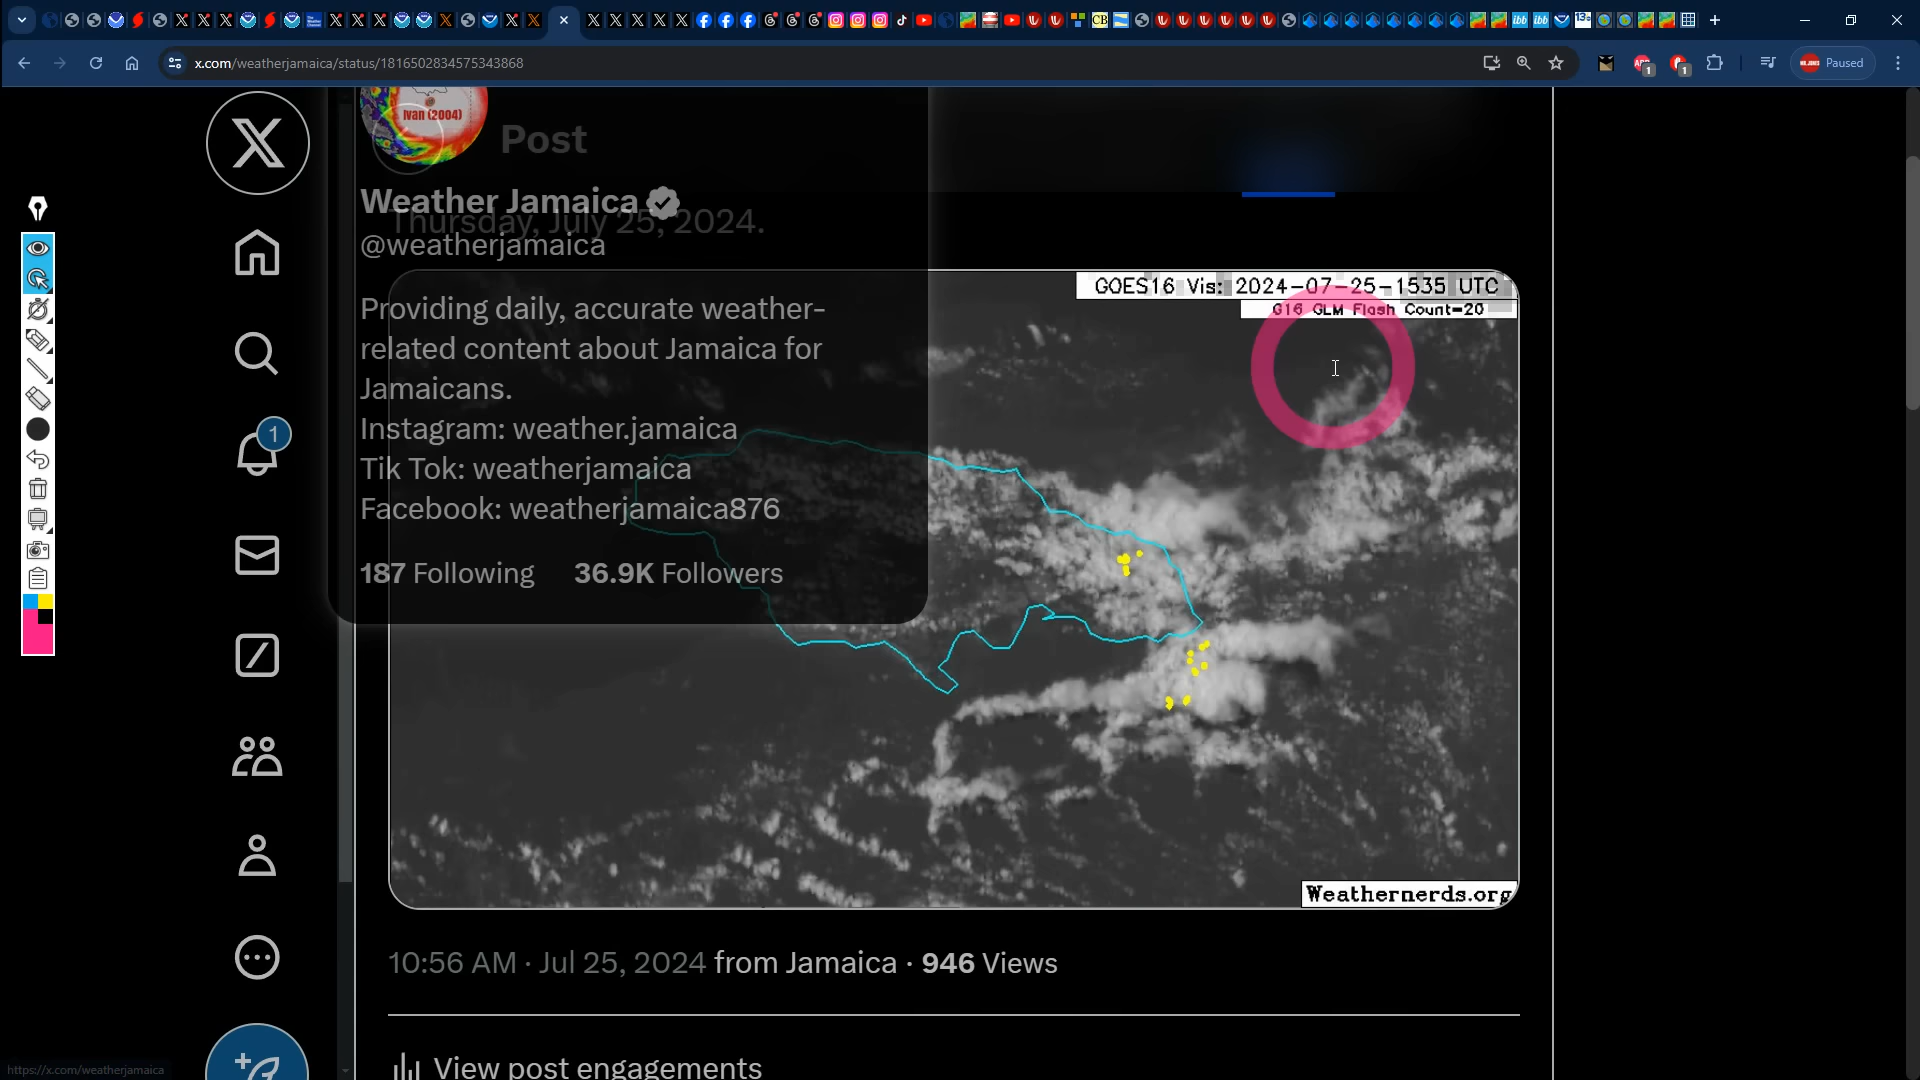 x.com/weatherjamaica/status/1816502834575343868
1
1
Paused
Ivan (2004)
Post
Weather Jamaica
Thursday, July 25, 2024.
@weatherjamaica
Providing daily, accurate weather-
related content about Jamaica for
Jamaicans.
Instagram: weather.jamaica
Tik Tok: weatherjamaica
Facebook: weatherjamaica876
187 Following 36.9K Followers
1
GOES16 Vis: 2024-07-25-1535 UTC
G16 GLM Flash Count=20
Weathernerds.org
10:56 AM · Jul 25, 2024 from Jamaica · 946 Views
View post engagements
https://x.com/weatherjamaica